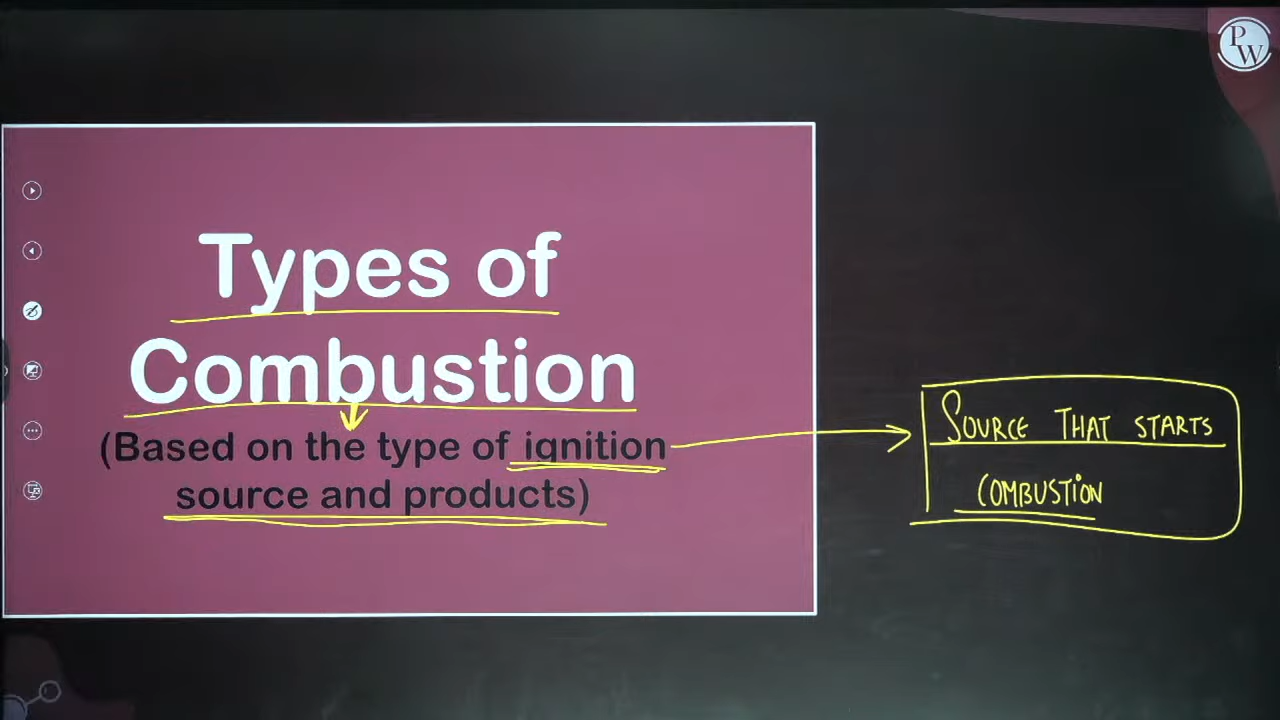 PW
Types of
Combustion
(Based on the type of ignition
source and products)
SOURCE THAT STARTS
COMBUSTION